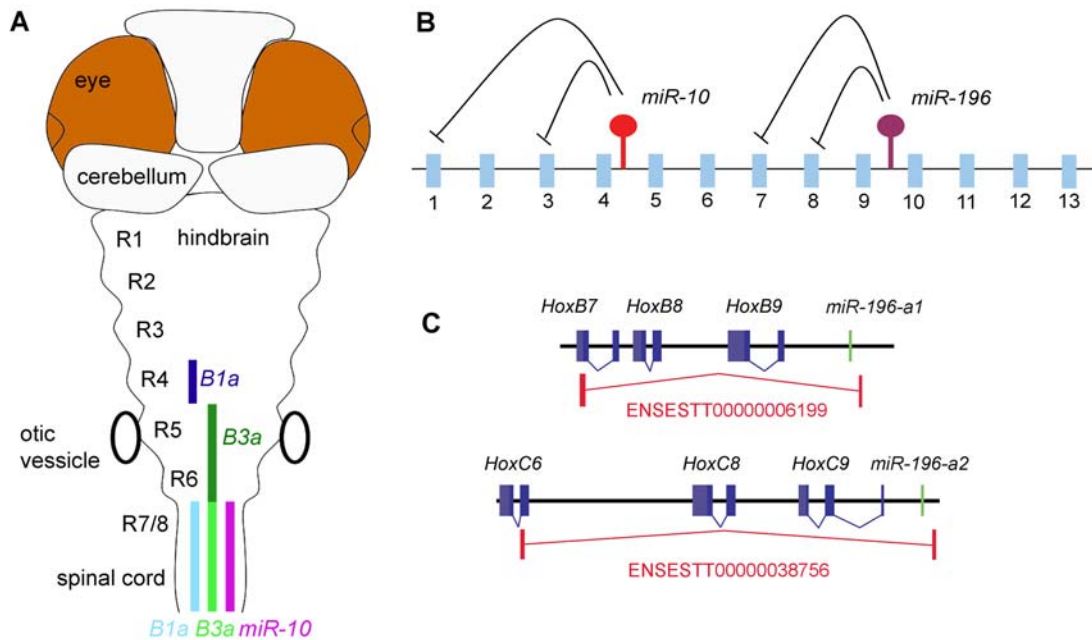 A
eye
cerebellum
R1
hindbrain
R2
R3
R4
B1a
R5
B3a
otic
vessicle
R6
R7/8
spinal cord
B1a B3a miR-10
B
miR-10
miR-196
1 2 3 4 5 6 7 8 9 10 11 12 13
C
HoxB7 HoxB8 HoxB9 miR-196-a1
ENSESTT00000006199
HoxC6 HoxC8 HoxC9 miR-196-a2
ENSESTT00000038756